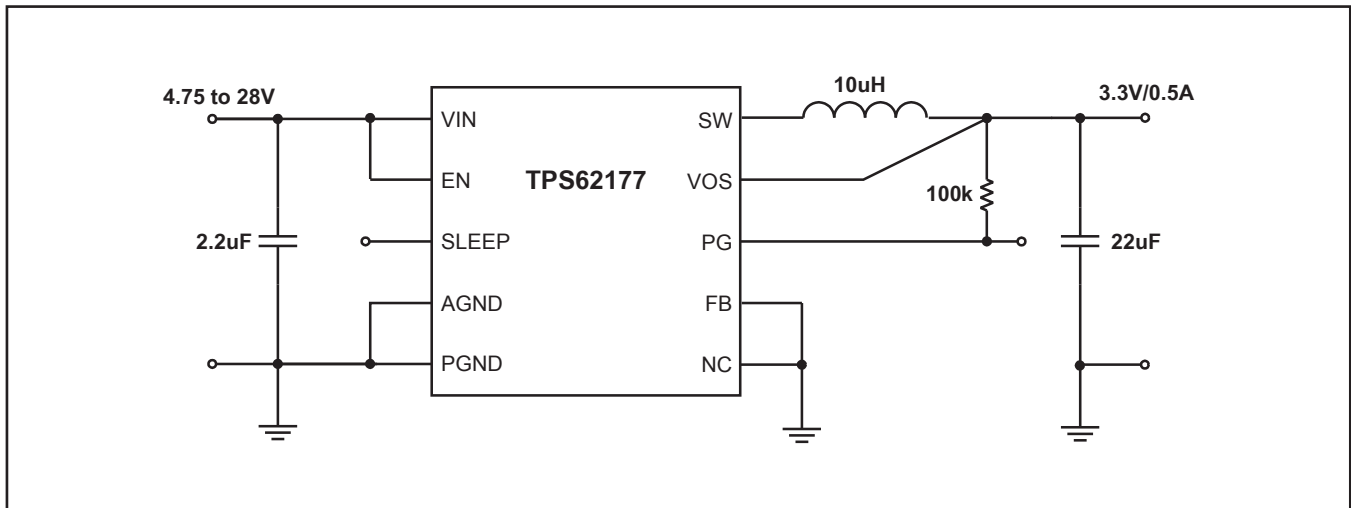 4.75 to 28V
10uH
3.3V/0.5A
VIN
SW
EN
TPS62177
VOS
100k
2.2uF
SLEEP
PG
22uF
AGND
FB
PGND
NC